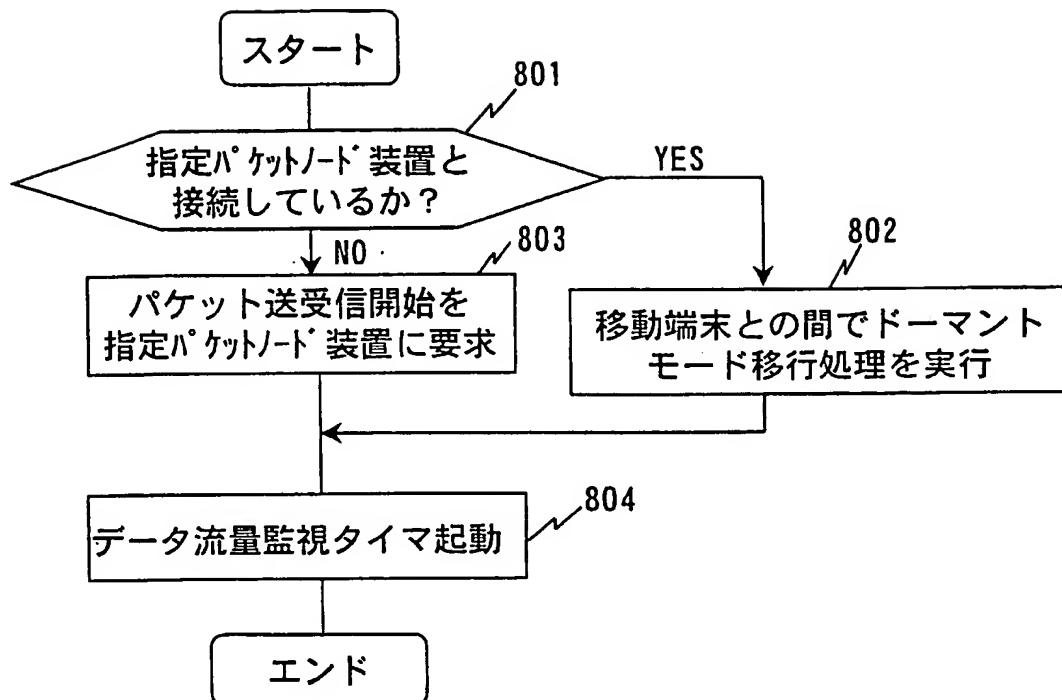 スタート
801
指定パケットノード装置と
接続しているか?
YES
NO
803
802
パケット送受信開始を
指定パケットノード装置に要求
移動端末との間でドーマント
モード移行処理を実行
804
データ流量監視タイマ起動
エンド